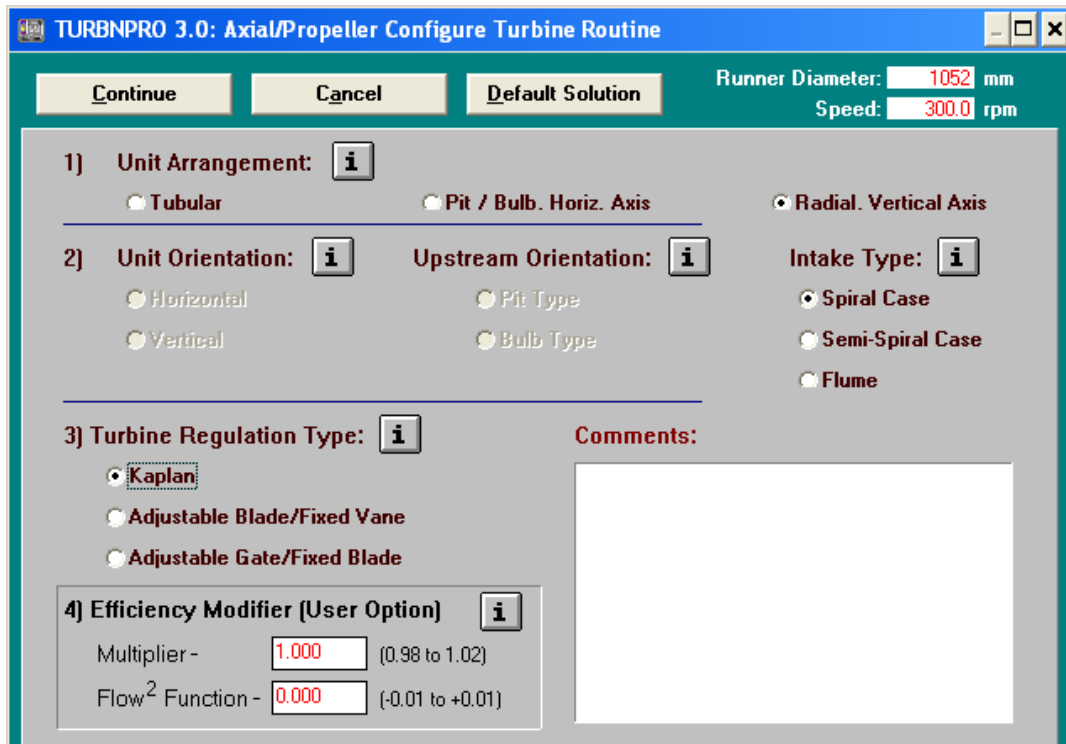 TURBNPRO 3.0: Axial/Propeller Configure Turbine Routine
Continue Cancel Default Solution Runner Diameter: 1052 mm
Speed: 300.0 rpm
1) Unit Arrangement: i
Tubular Pit / Bulb. Horiz. Axis Radial. Vertical Axis
2) Unit Orientation: i Upstream Orientation: i Intake Type: i
Horizontal Pit Type Spiral Case
Vertical Bulb Type Semi-Spiral Case
Flume
3) Turbine Regulation Type: i Comments:
Kaplan
Adjustable Blade/Fixed Vane
Adjustable Gate/Fixed Blade
4) Efficiency Modifier (User Option) i
Multiplier - 1.000 (0.98 to 1.02)
Flow2 Function - 0.000 (-0.01 to +0.01)